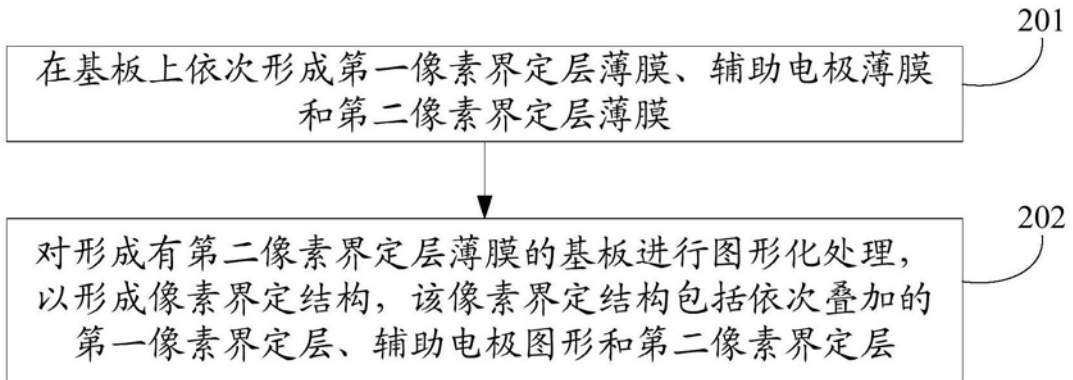 201
在基板上依次形成第一像素界定层薄膜、辅助电极薄膜
和第二像素界定层薄膜
202
对形成有第二像素界定层薄膜的基板进行图形化处理，
以形成像素界定结构，该像素界定结构包括依次叠加的
第一像素界定层、辅助电极图形和第二像素界定层